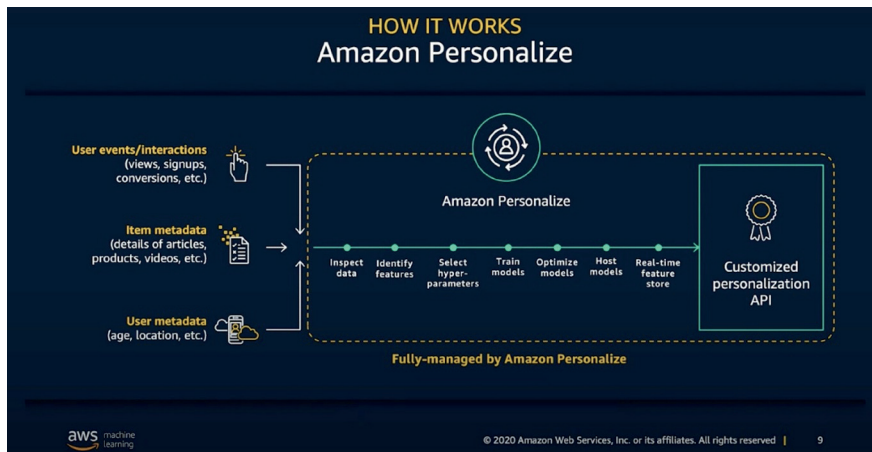 HOW IT WORKS
Amazon Personalize
User events/interactions
(views, signups,
conversions, etc.)
Item metadata
(details of articles,
products, videos, etc.)
User metadata
(age, location, etc.)
Amazon Personalize
Inspect
data
Identify
features
Select
hyper-
parameters
Train
models
Optimize
models
Host
models
Real-time
feature
store
Customized
personalization
API
Fully-managed by Amazon Personalize
aws machine
learning
© 2020 Amazon Web Services, Inc. or its affiliates. All rights reserved | 9